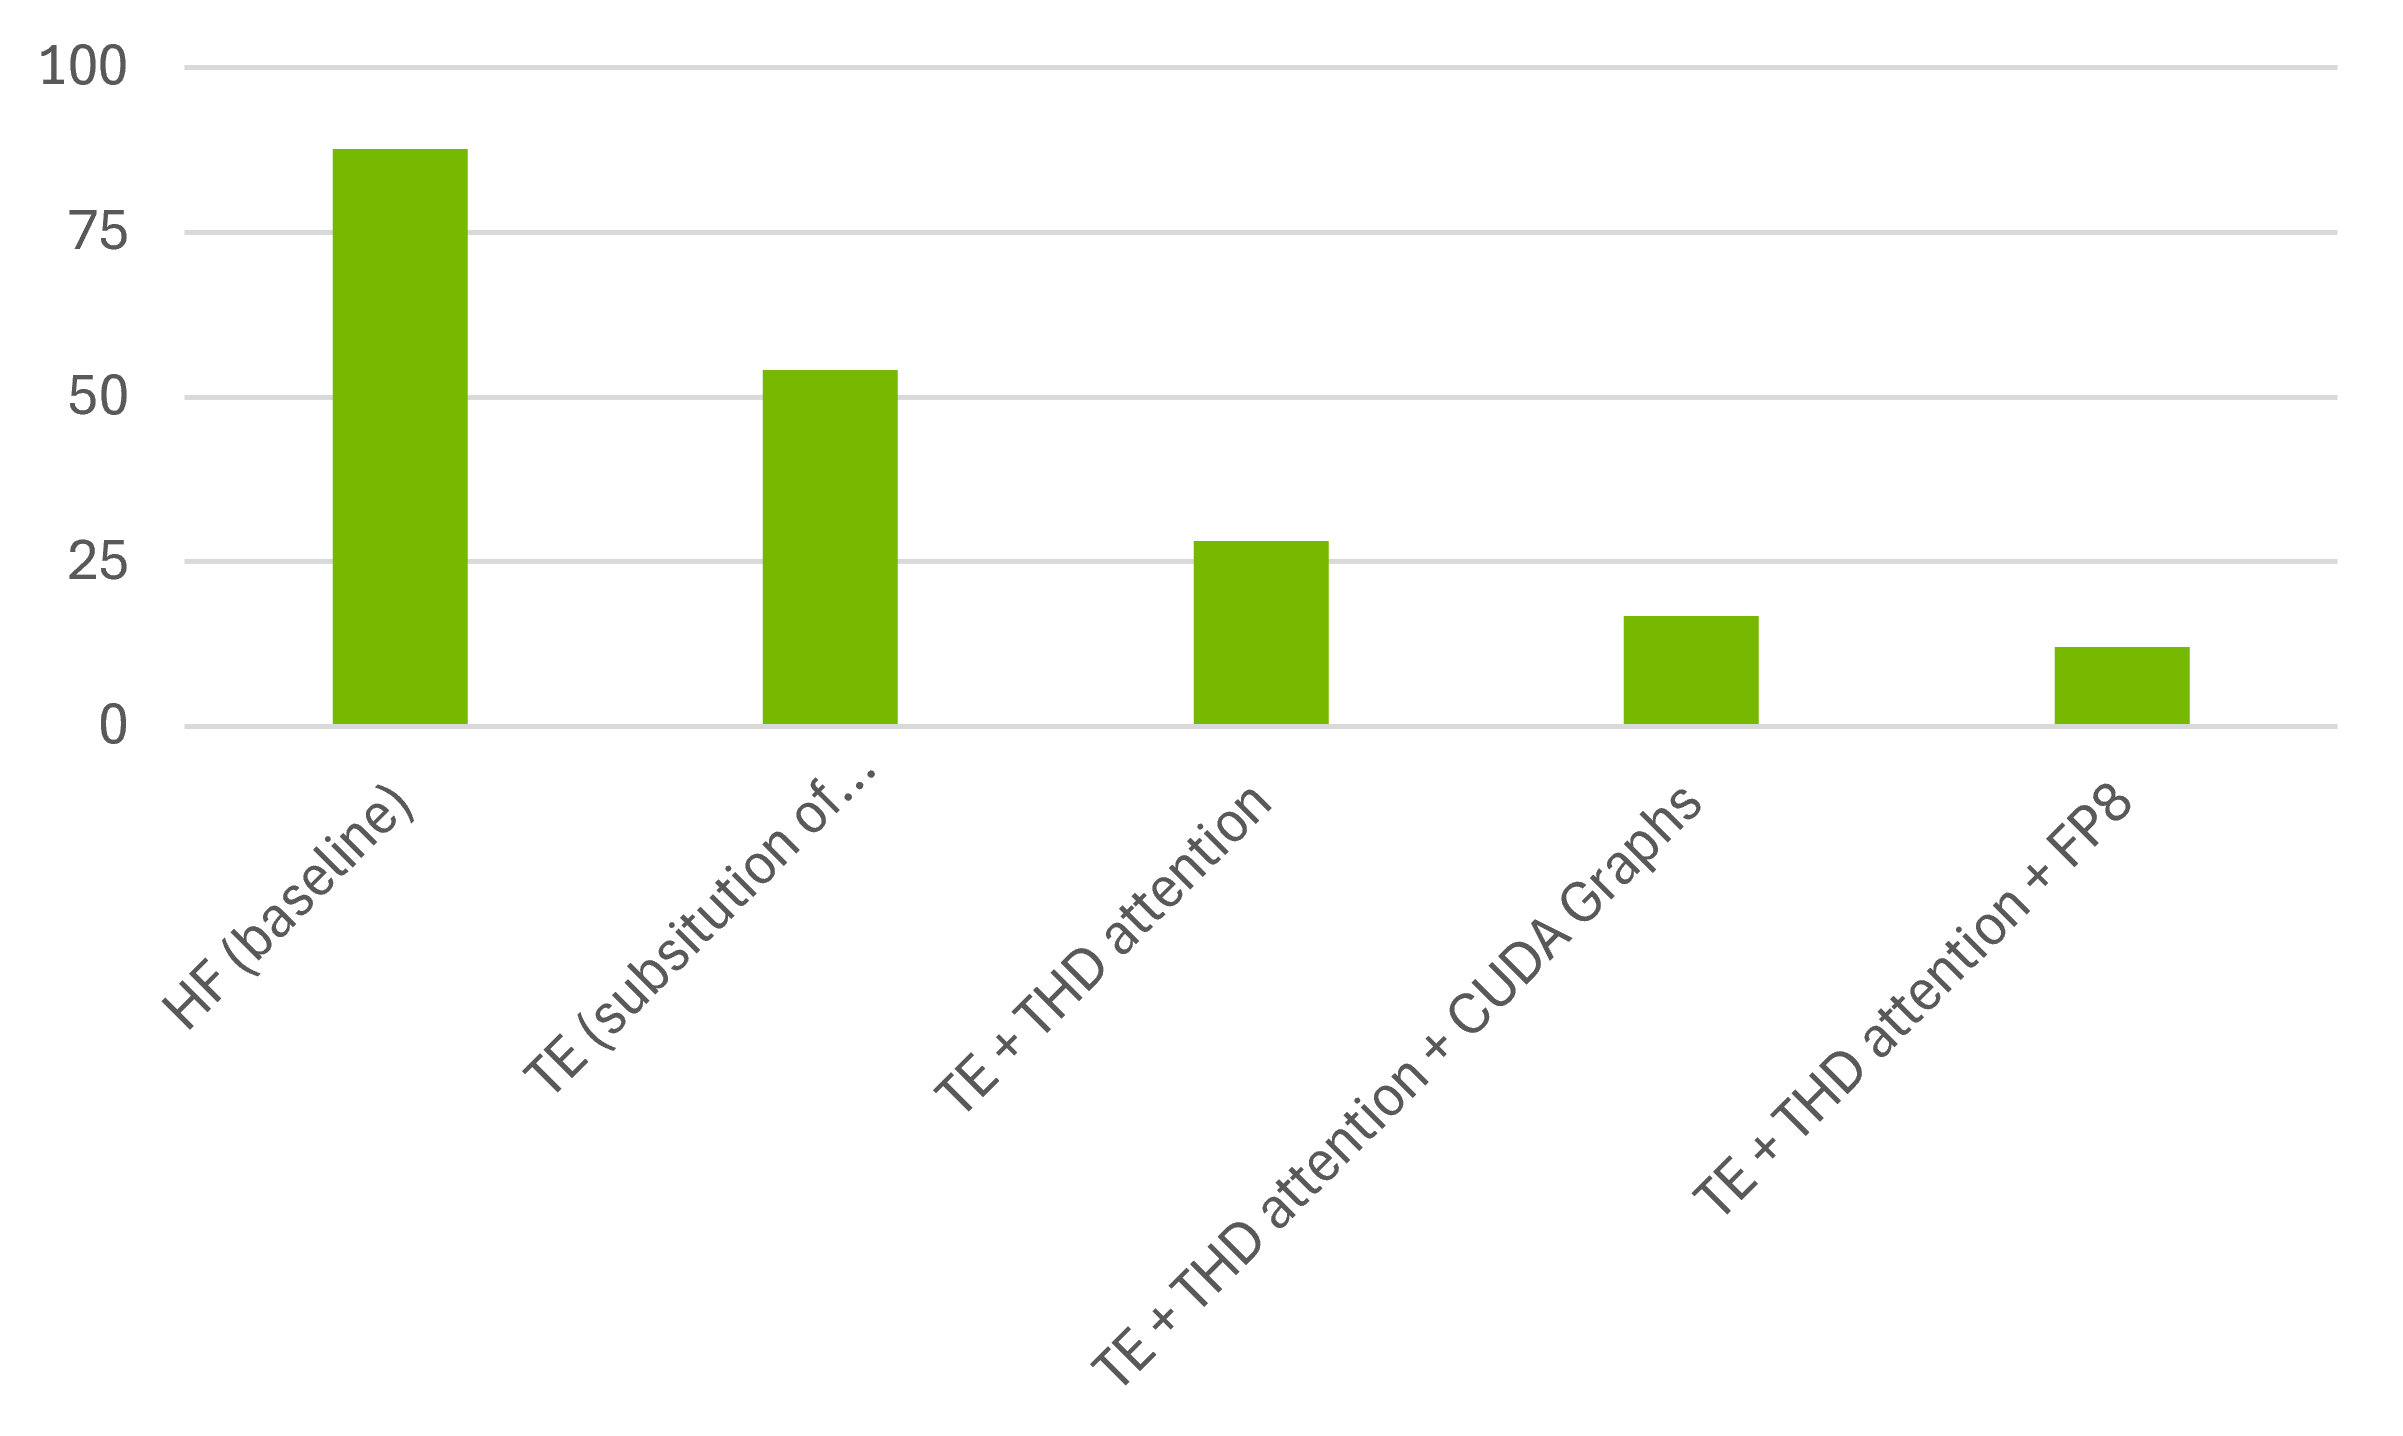 100
75
50
25
0
HF (baseline)
TE (subsitution of...
TE + THD attention
TE + THD attention + CUDA Graphs
TE + THD attention + FP8